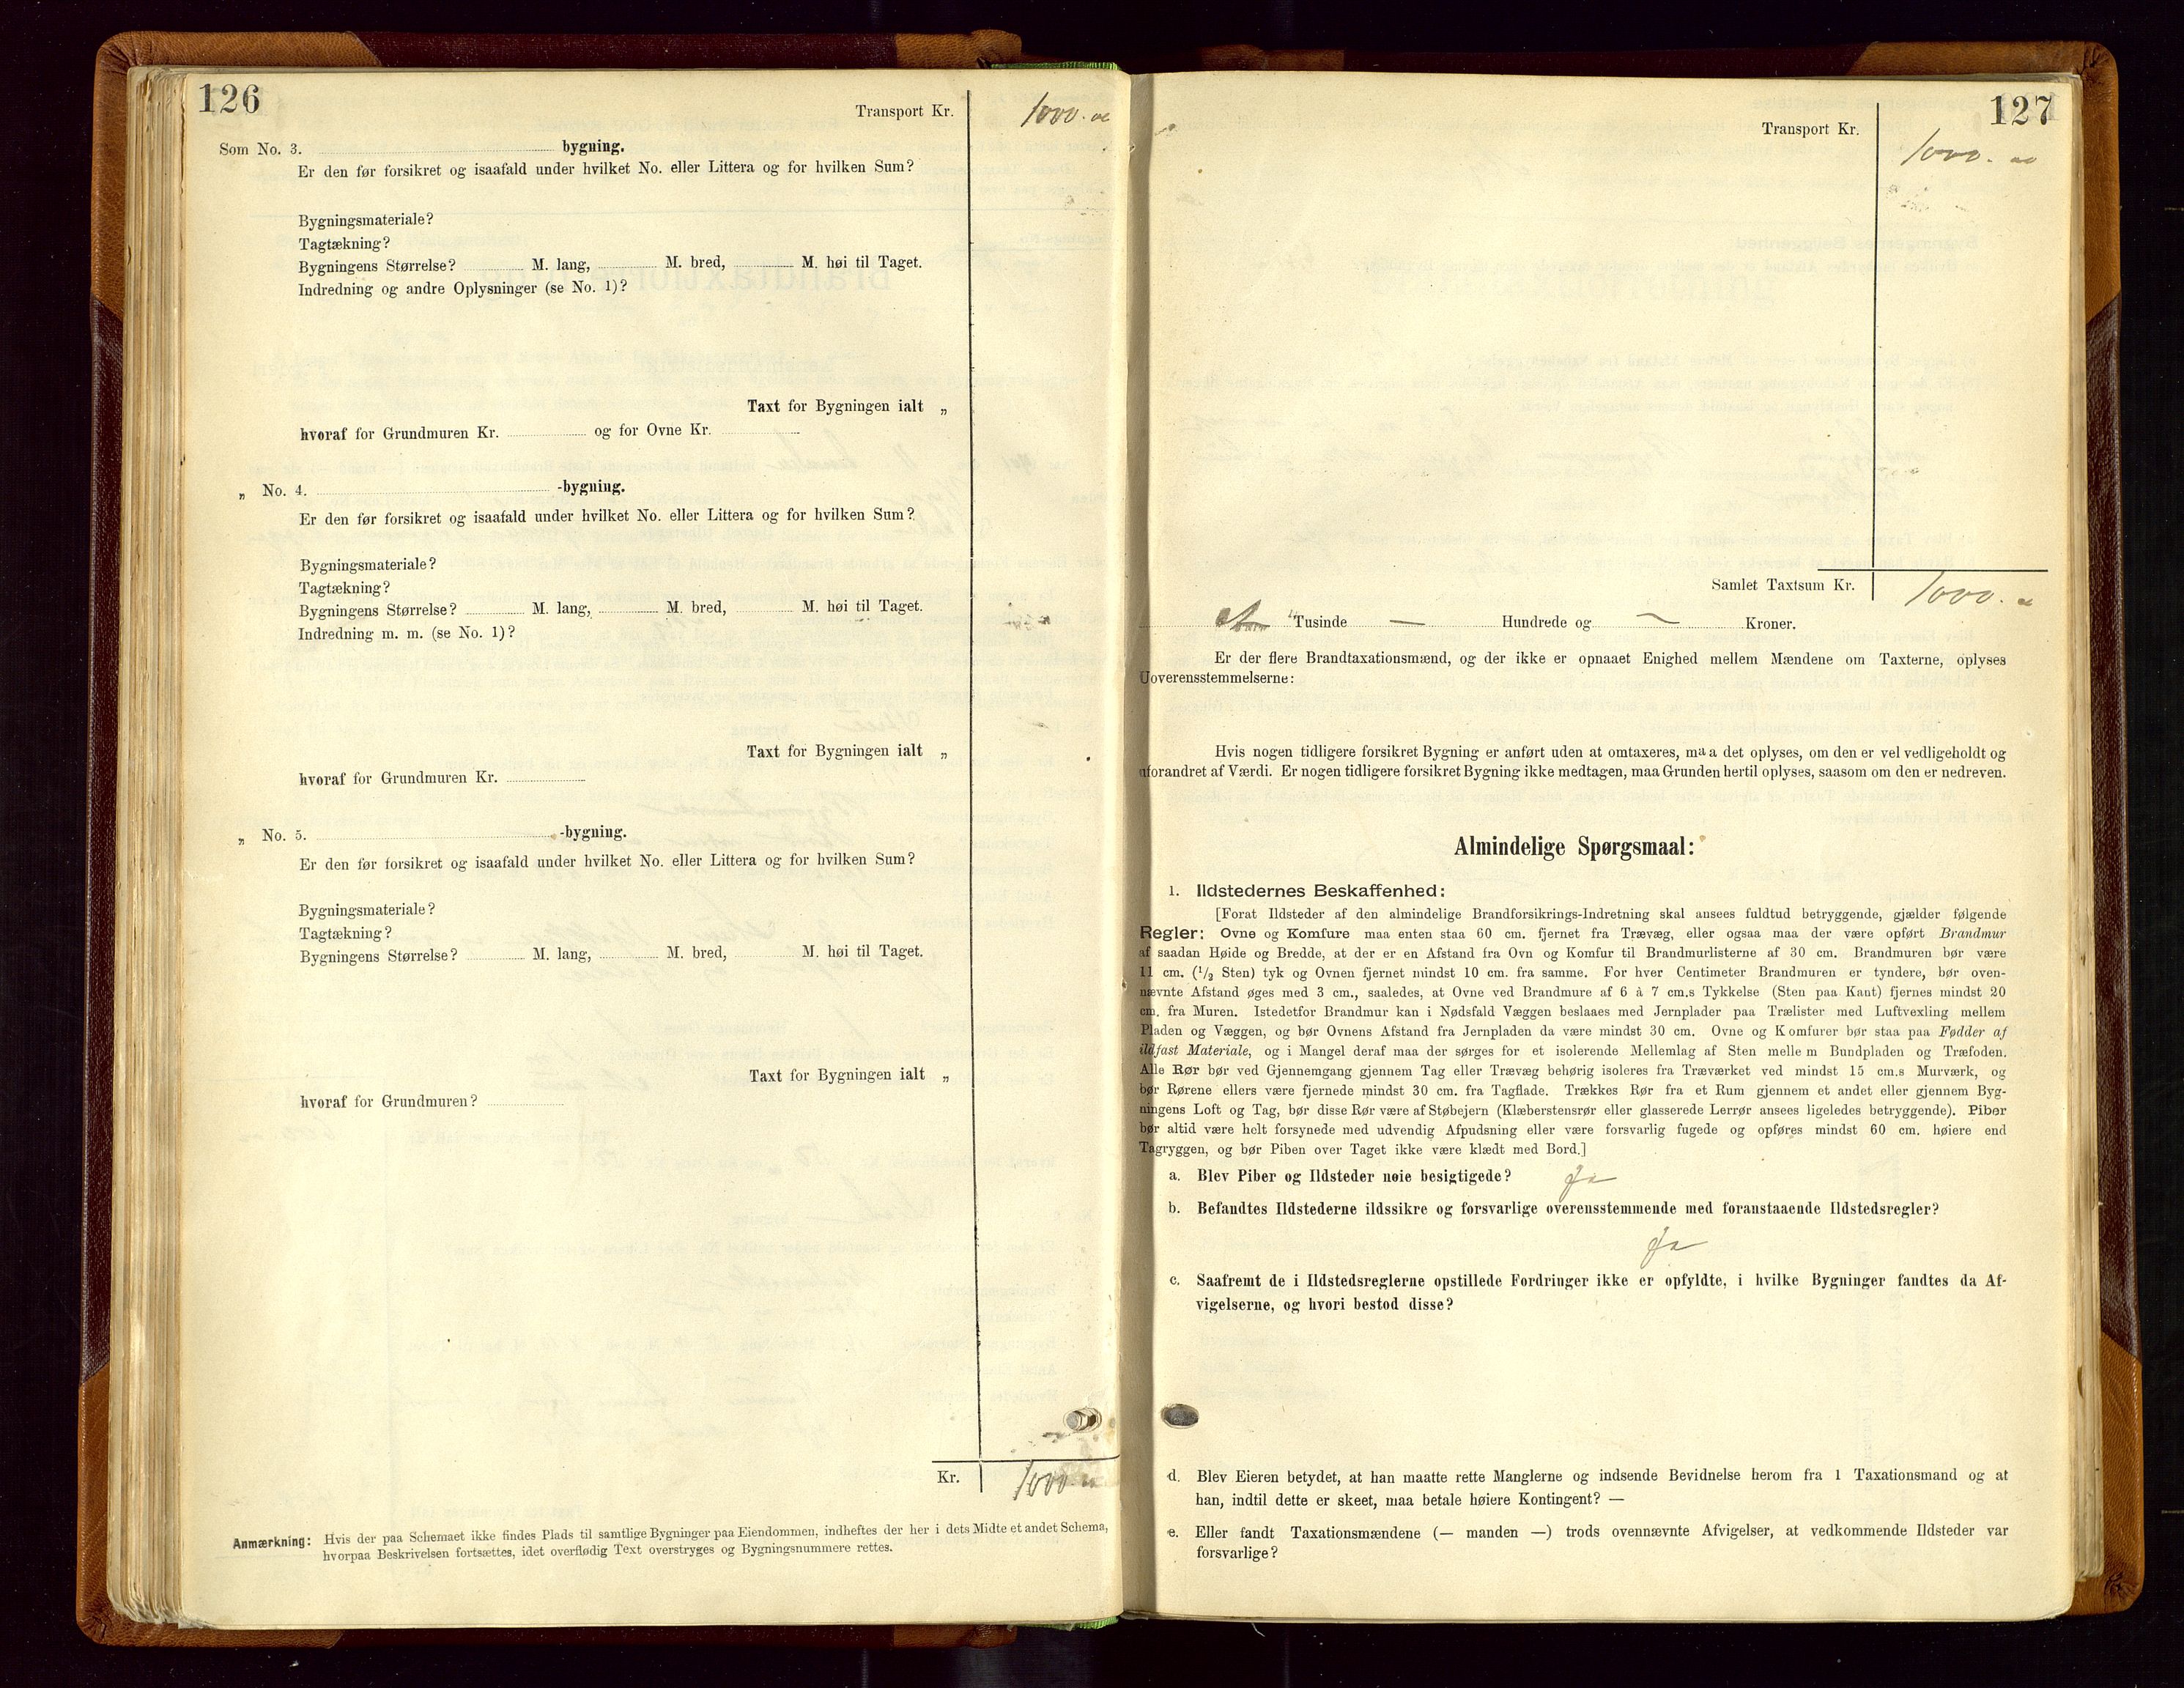 126
Transport Kr. 1000.
Som No. 3. bygning.
Er den før forsikret og isaafald under hvilket No. eller Littera og for hvilken Sum?
Bygningsmateriale?
Tagtækning?
Bygningens Størrelse? M. lang, M. bred, M. høi til Taget.
Indredning og andre Oplysninger (se No. 1)?
Taxt for Bygningen ialt „
hvoraf for Grundmuren Kr. og for Ovne Kr.
„ No. 4. -bygning.
Er den før forsikret og isaafald under hvilket No. eller Littera og for hvilken Sum?
Bygningsmateriale?
Tagtækning?
Bygningens Størrelse? M. lang, M. bred, M. høi til Taget.
Indredning m. m. (se No. 1)?
Taxt for Bygningen ialt „
hvoraf for Grundmuren Kr.
„ No. 5. -bygning.
Er den før forsikret og isaafald under hvilket No. eller Littera og for hvilken Sum?
Bygningsmateriale?
Tagtækning?
Bygningens Størrelse? M. lang, M. bred, M. høi til Taget.
Taxt for Bygningen ialt „
hvoraf for Grundmuren?
Kr. 1000.
Anmærkning: Hvis der paa Schemaet ikke findes Plads til samtlige Bygninger paa Eiendommen, indheftes der her i dets Midte et andet Schema,
hvorpaa Beskrivelsen fortsættes, idet overflødig Text overstryges og Bygningsnummere rettes.
127
Transport Kr. 1000.
Samlet Taxtsum Kr. 1000.
Tusinde — Hundrede og — Kroner.
Er der flere Brandtaxationsmænd, og der ikke er opnaaet Enighed mellem Mændene om Taxterne, oplyses
Uoverensstemmelserne:
Hvis nogen tidligere forsikret Bygning er anført uden at omtaxeres, maa det oplyses, om den er vel vedligeholdt og
uforandret af Værdi. Er nogen tidligere forsikret Bygning ikke medtagen, maa Grunden hertil oplyses, saasom om den er nedreven.
Almindelige Spørgsmaal:
1. Ildstedernes Beskaffenhed:
[Forat Ildsteder af den almindelige Brandforsikrings-Indretning skal ansees fuldtud betryggende, gjælder følgende
Regler: Ovne og Komfure maa enten staa 60 cm. fjernet fra Trævæg, eller ogsaa maa der være opført Brandmur
af saadan Høide og Bredde, at der er en Afstand fra Ovn og Komfur til Brandmurlisterne af 30 cm. Brandmuren bør være
11 cm. (1/2 Sten) tyk og Ovnen fjernet mindst 10 cm. fra samme. For hver Centimeter Brandmuren er tyndere, bør oven-
nævnte Afstand øges med 3 cm., saaledes, at Ovne ved Brandmure af 6 à 7 cm.s Tykkelse (Sten paa Kant) fjernes mindst 20
cm. fra Muren. Istedetfor Brandmur kan i Nødsfald Væggen beslaaes med Jernplader paa Trælister med Luftvexling mellem
Pladen og Væggen, og bør Ovnens Afstand fra Jernpladen da være mindst 30 cm. Ovne og Komfurer bør staa paa Fødder af
ildfast Materiale, og i Mangel deraf maa der sørges for et isolerende Mellemlag af Sten mellem Bundpladen og Træfoden.
Alle Rør bør ved Gjennemgang gjennem Tag eller Trævæg behørig isoleres fra Træværket ved mindst 15 cm.s Murværk, og
bør Rørene ellers være fjernede mindst 30 cm. fra Tagflade. Trækkes Rør fra et Rum gjennem et andet eller gjennem Byg-
ningens Loft og Tag, bør disse Rør være af Støbejern (Klæberstensrør eller glasserede Lerrør ansees ligeledes betryggende). Piber
bør altid være helt forsynede med udvendig Afpudsning eller være forsvarlig fugede og opføres mindst 60 cm. høiere end
Tagryggen, og bør Piben over Taget ikke være klædt med Bord.]
a. Blev Piber og Ildsteder nøie besigtigede? Ja
b. Befandtes Ildstederne ildssikre og forsvarlige overensstemmende med foranstaaende Ildstedsregler?
Ja
c. Saafremt de i Ildstedsreglerne opstillede Fordringer ikke er opfyldte, i hvilke Bygninger fandtes da Af-
vigelserne, og hvori bestod disse?
d. Blev Eieren betydet, at han maatte rette Manglerne og indsende Bevidnelse herom fra 1 Taxationsmand og at
han, indtil dette er skeet, maa betale høiere Kontingent? —
e. Eller fandt Taxationsmændene (— manden —) trods ovennævnte Afvigelser, at vedkommende Ildsteder var
forsvarlige?